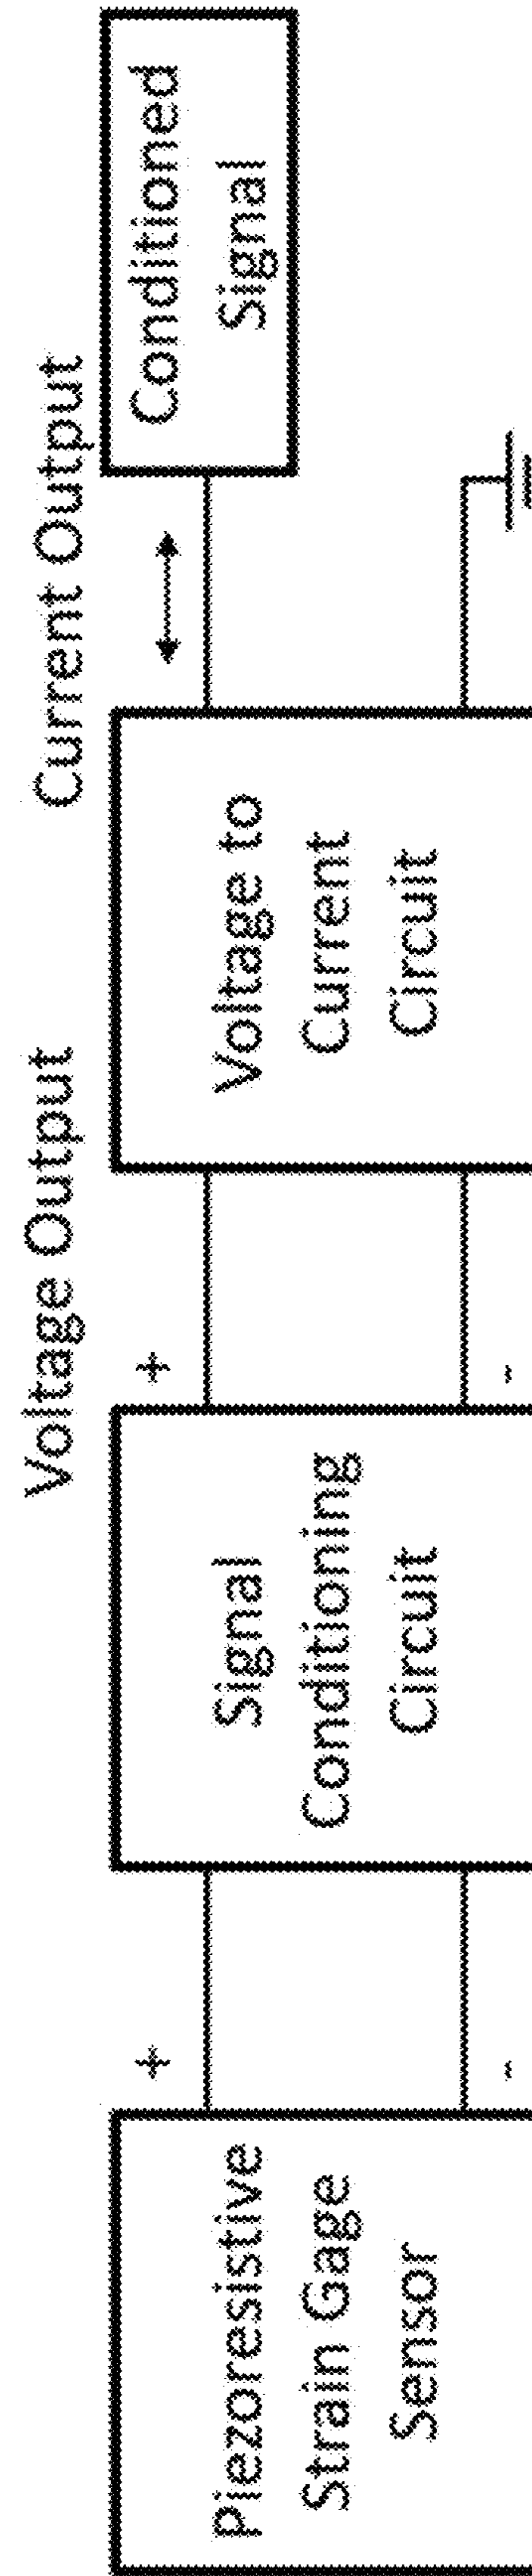 Voltage Output
Current Output
+
+
Piezoresistive
Strain Gage
Sensor
Signal
Conditioning
Circuit
Voltage to
Current
Circuit
Conditioned
Signal
-
-